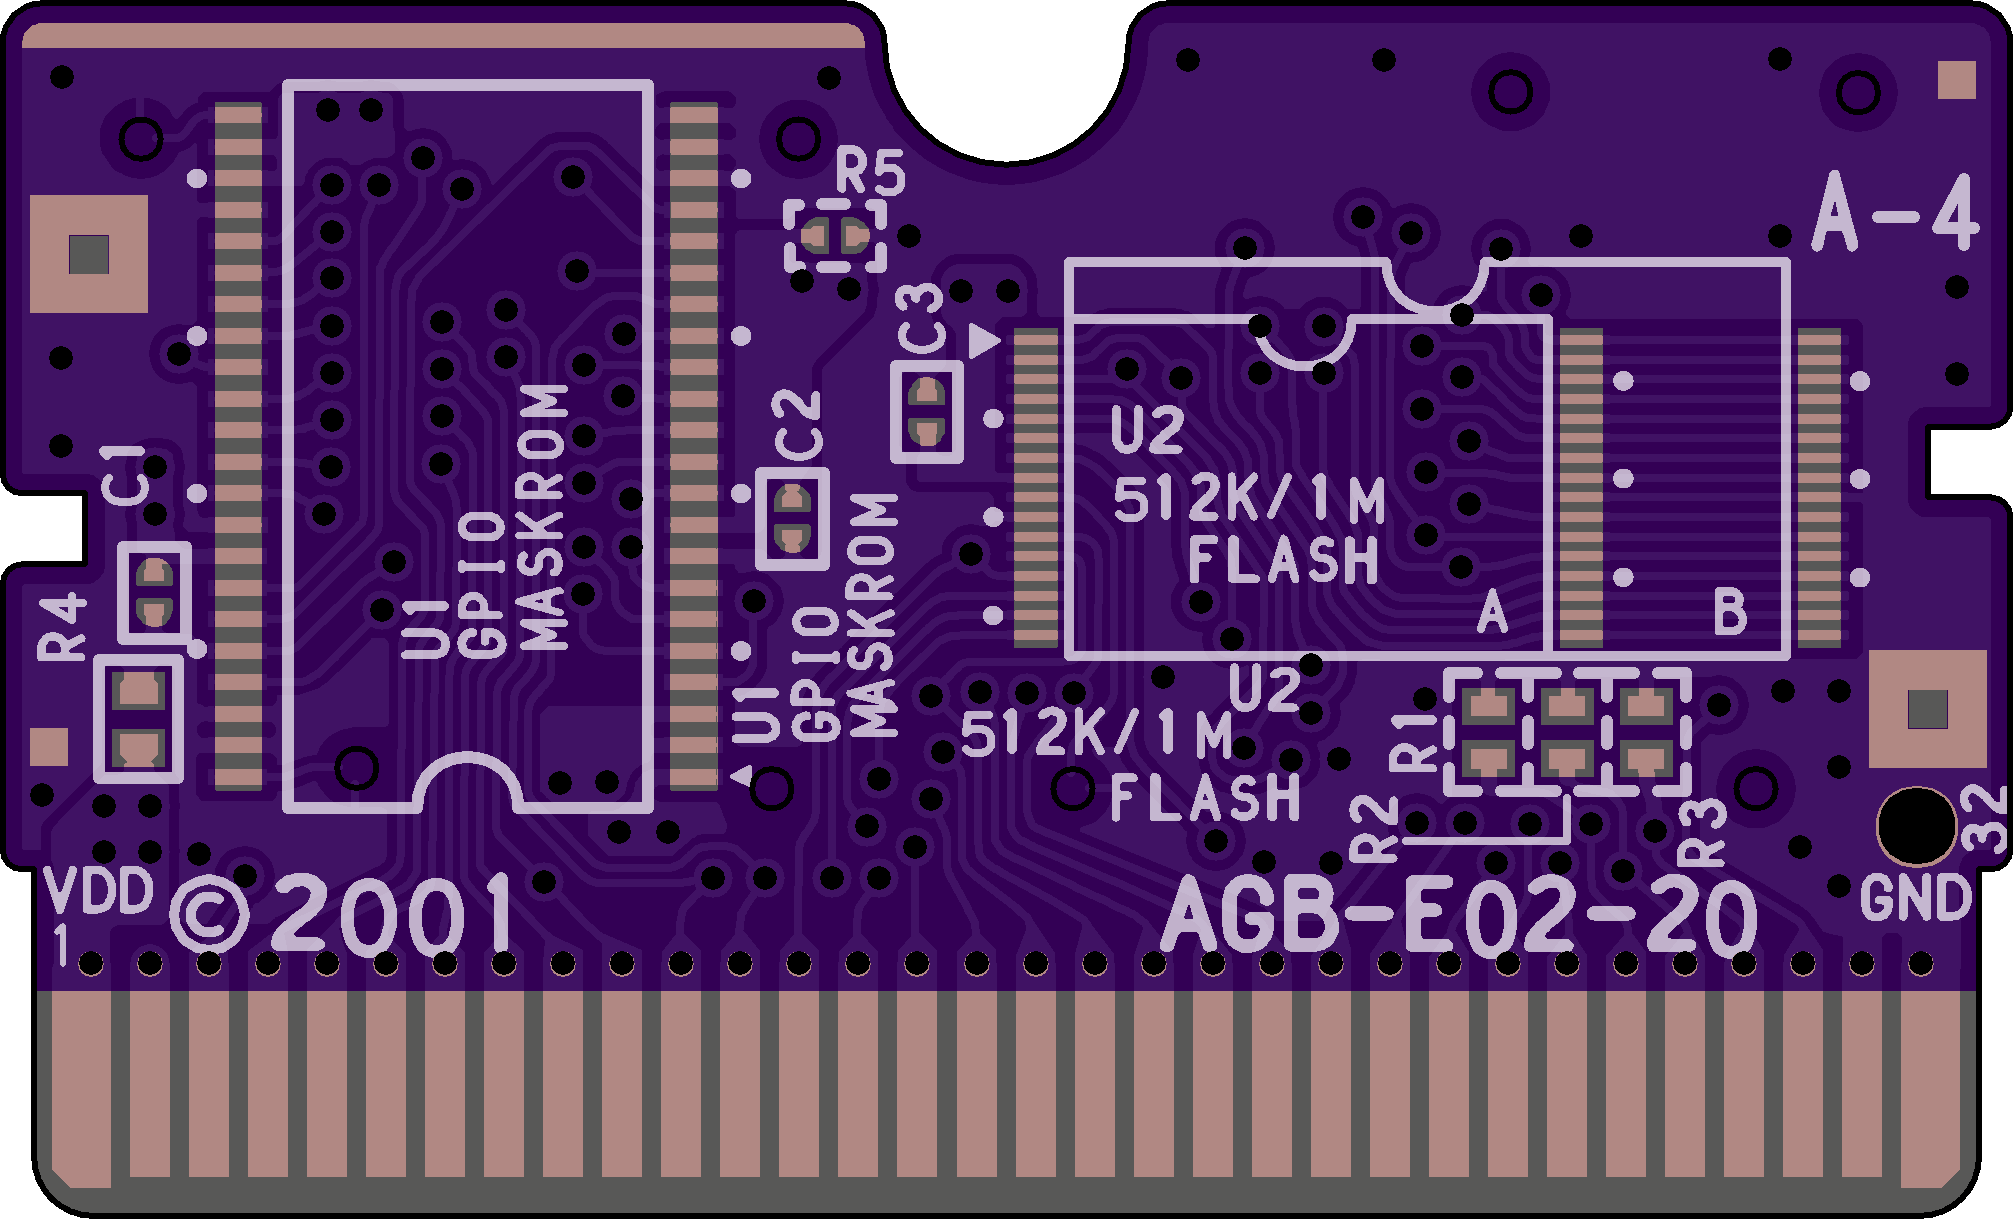 R5
A-4
C3
C2
C1
U1
GPIO
MASKROM
U2
512K/1M
FLASH
A
B
R4
U1
GPIO
MASKROM
U2
512K/1M
FLASH
R1
R2
R3
32
GND
VDD
1
©2001
AGB-E02-20